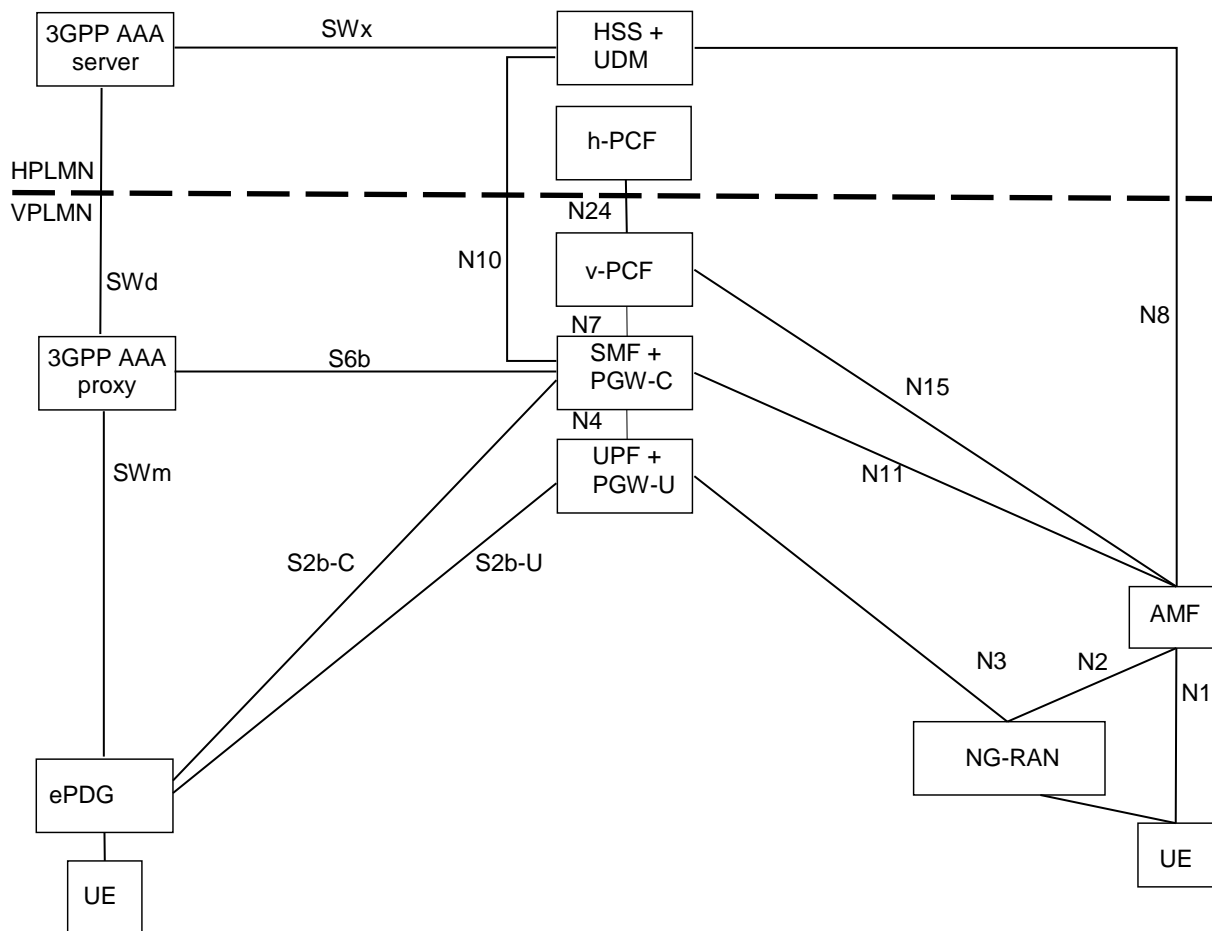 3GPP AAA
server
SWx
HSS +
UDM
h-PCF
HPLMN
VPLMN
N24
N10
v-PCF
SWd
N8
N7
3GPP AAA
proxy
S6b
SMF +
PGW-C
N15
N4
SWm
UPF +
PGW-U
N11
S2b-C
S2b-U
AMF
N3
N2
N1
NG-RAN
ePDG
UE
UE